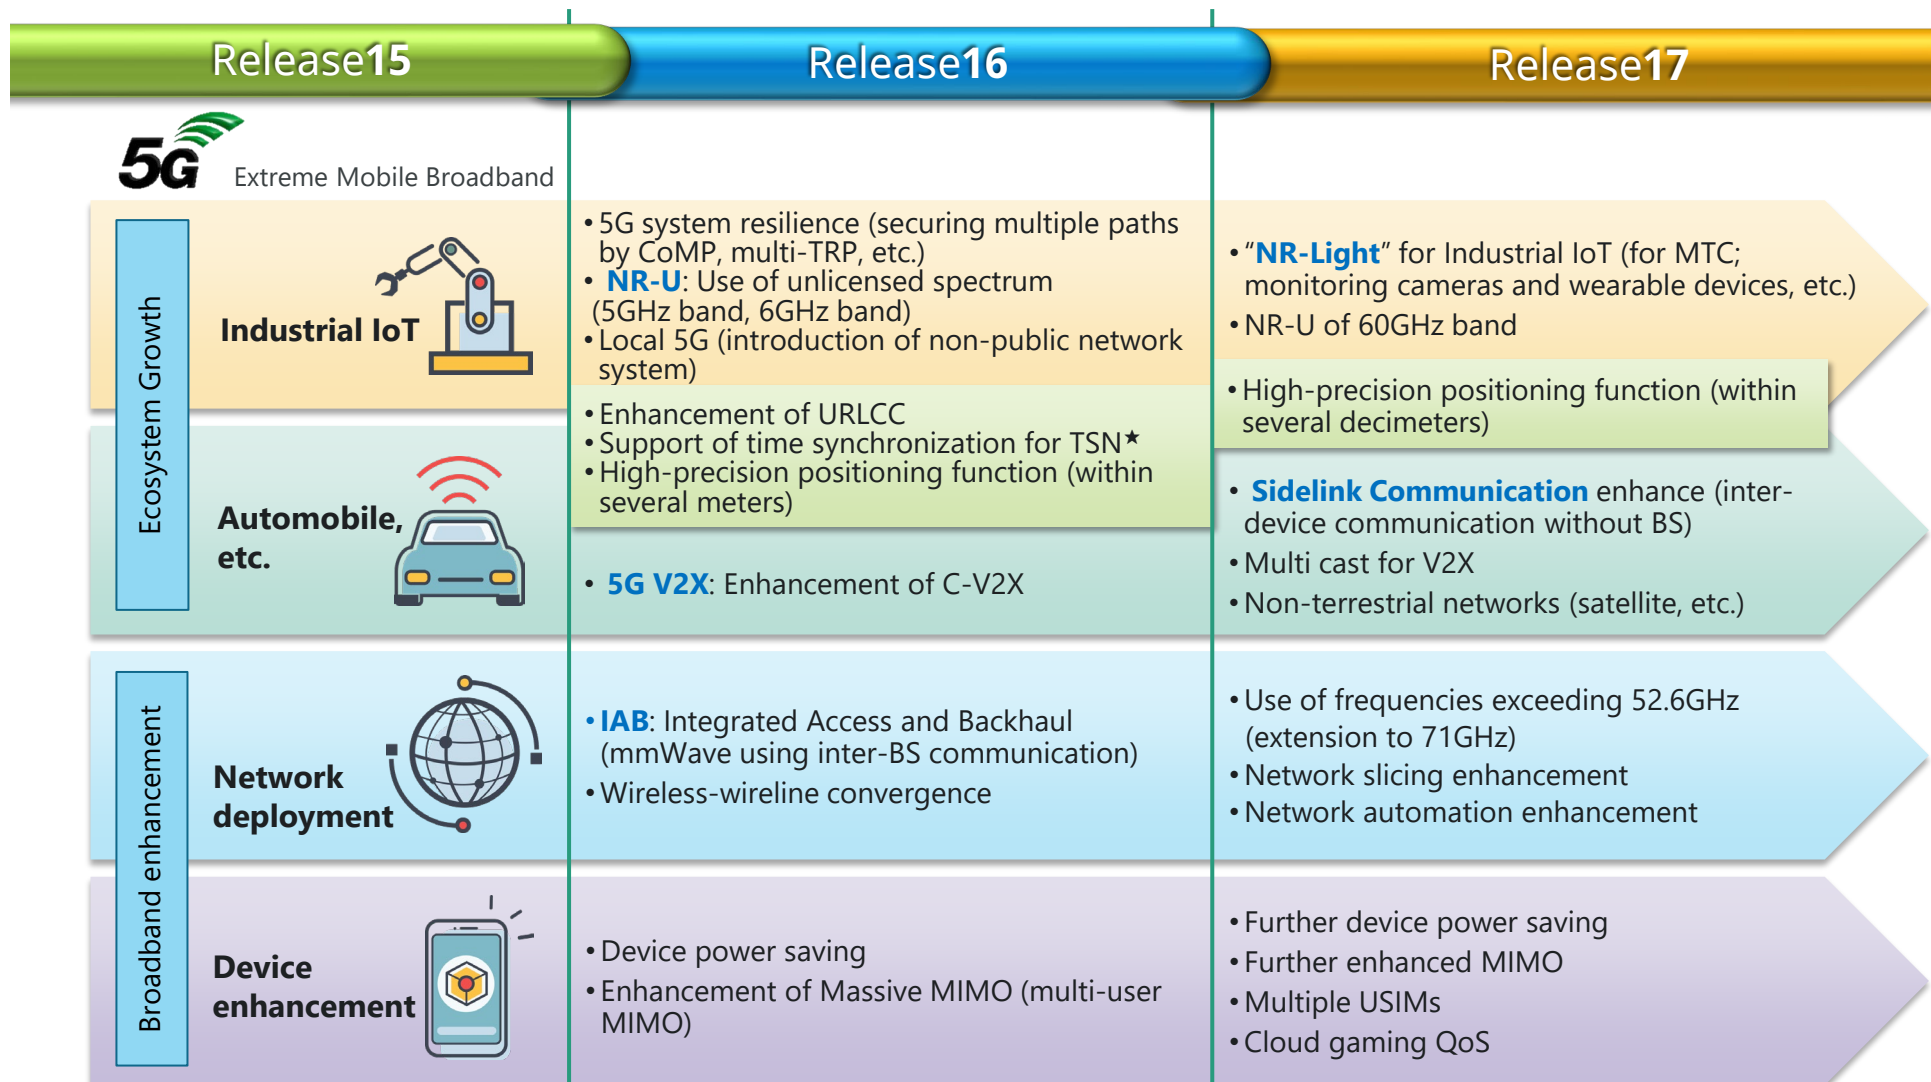 Release15
Release16
Release17
5G
Extreme Mobile Broadband
Ecosystem Growth
Industrial IoT
•5G system resilience (securing multiple paths
by CoMP, multi-TRP, etc.)
• NR-U: Use of unlicensed spectrum
(5GHz band, 6GHz band)
•Local 5G (introduction of non-public network
system)
•"NR-Light" for Industrial IoT (for MTC;
monitoring cameras and wearable devices, etc.)
•NR-U of 60GHz band
•Enhancement of URLCC
•Support of time synchronization for TSN★
•High-precision positioning function (within
several meters)
•High-precision positioning function (within
several decimeters)
Automobile,
etc.
• 5G V2X: Enhancement of C-V2X
• Sidelink Communication enhance (inter-
device communication without BS)
•Multi cast for V2X
•Non-terrestrial networks (satellite, etc.)
Broadband enhancement
Network
deployment
•IAB: Integrated Access and Backhaul
(mmWave using inter-BS communication)
•Wireless-wireline convergence
•Use of frequencies exceeding 52.6GHz
(extension to 71GHz)
•Network slicing enhancement
•Network automation enhancement
Device
enhancement
•Device power saving
•Enhancement of Massive MIMO (multi-user
MIMO)
•Further device power saving
•Further enhanced MIMO
•Multiple USIMs
•Cloud gaming QoS